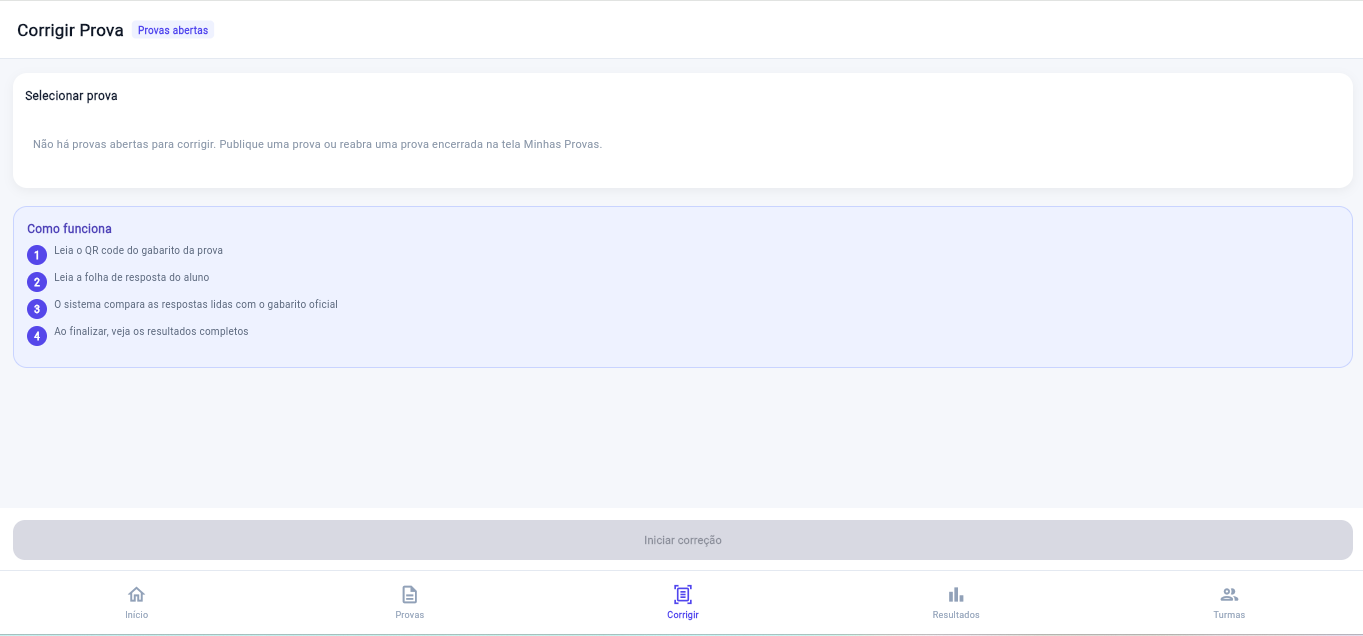 Corrigir Prova
Provas abertas
Selecionar prova
Não há provas abertas para corrigir. Publique uma prova ou reabra uma prova encerrada na tela Minhas Provas.
Como funciona
1 Leia o QR code do gabarito da prova
2 Leia a folha de resposta do aluno
3 O sistema compara as respostas lidas com o gabarito oficial
4 Ao finalizar, veja os resultados completos
Iniciar correção
Início
Provas
Corrigir
Resultados
Turmas